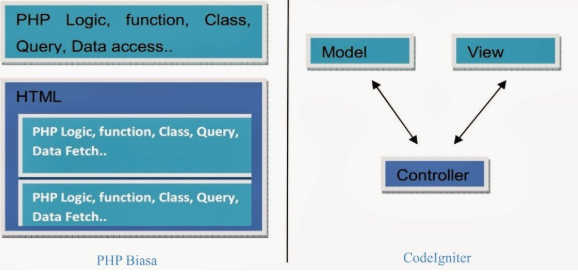 PHP Logic, function, Class,
Query, Data access..
HTML
PHP Logic, function, Class, Query,
Data Fetch..
PHP Logic, function, Class, Query,
Data Fetch..
PHP Biasa
Model
View
Controller
CodeIgniter